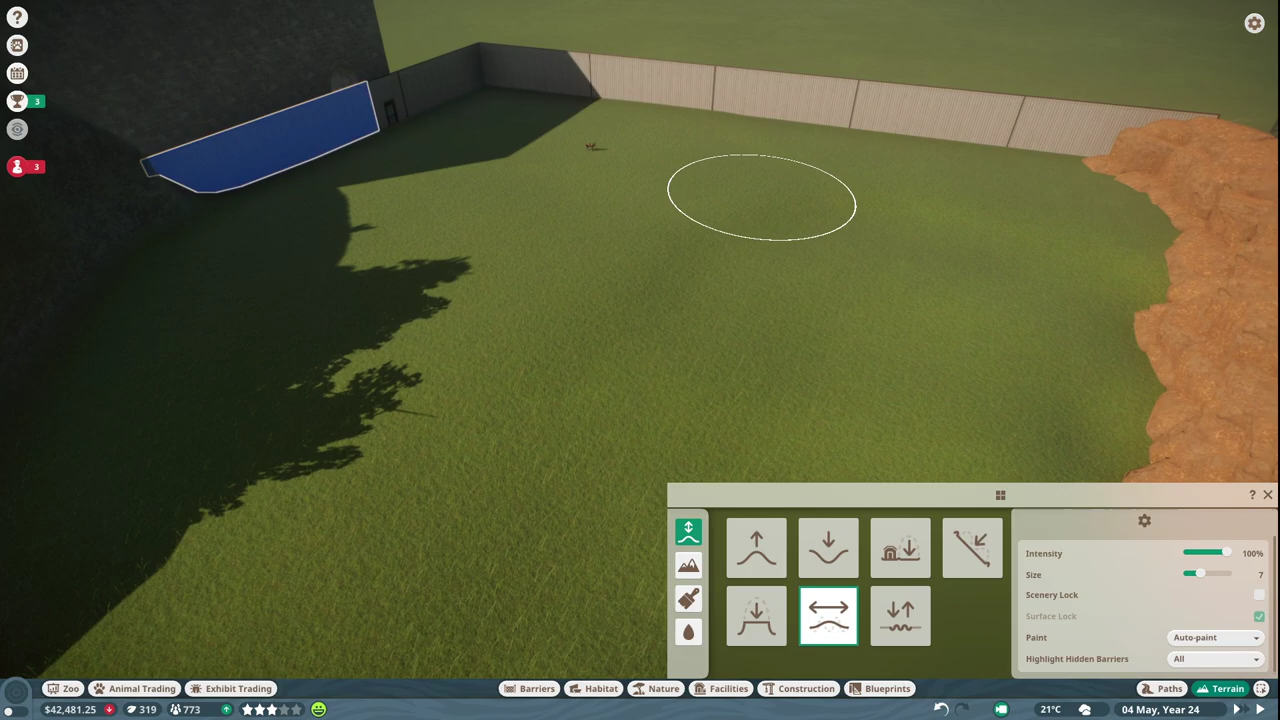 ?
3
3
?
Intensity 100%
Size 7
Scenery Lock
Surface Lock
Paint Auto-paint
Highlight Hidden Barriers All
Zoo Animal Trading Exhibit Trading Barriers Habitat Nature Facilities Construction Blueprints Paths Terrain
$42,481.25 319 773 21°C 04 May, Year 24